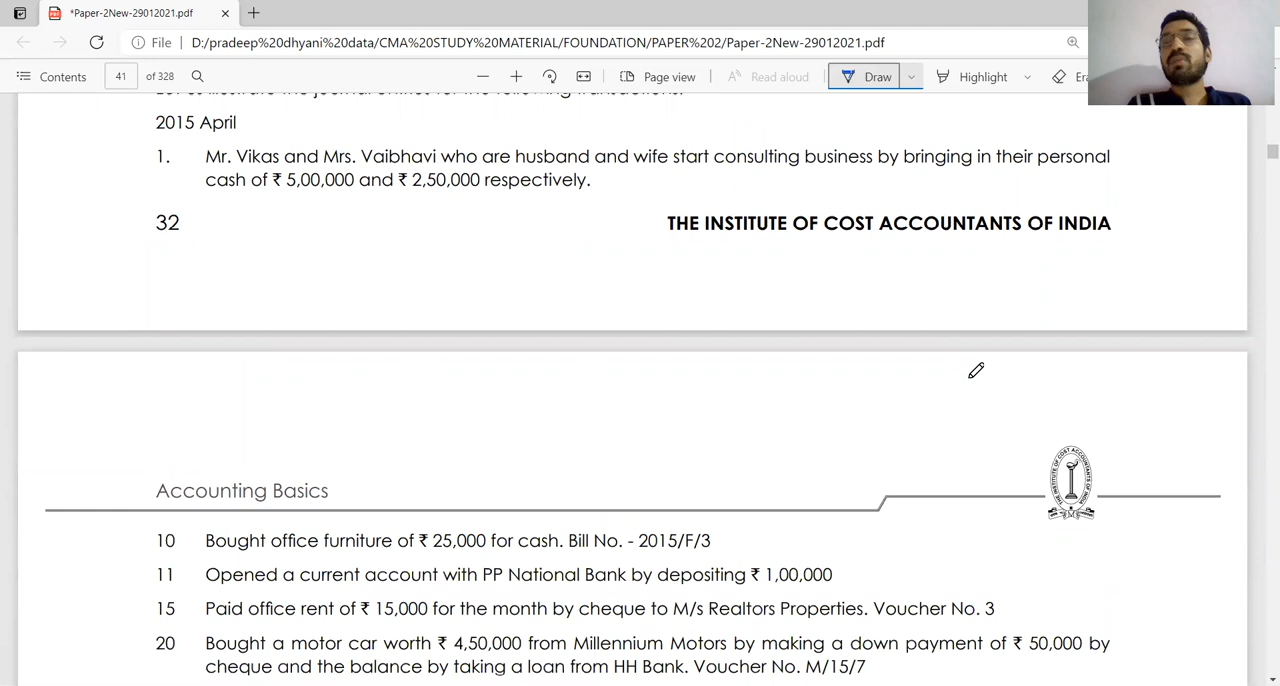 *Paper-2New-29012021.pdf
File
D:/pradeep%20dhyani%20data/CMA%20STUDY%20MATERIAL/FOUNDATION/PAPER%202/Paper-2New-29012021.pdf
Contents
41 of 328
Page view
Read aloud
Draw
Highlight
Era
2015 April
1. Mr. Vikas and Mrs. Vaibhavi who are husband and wife start consulting business by bringing in their personal
cash of ₹ 5,00,000 and ₹ 2,50,000 respectively.
32
THE INSTITUTE OF COST ACCOUNTANTS OF INDIA
Accounting Basics
10 Bought office furniture of ₹ 25,000 for cash. Bill No. - 2015/F/3
11 Opened a current account with PP National Bank by depositing ₹ 1,00,000
15 Paid office rent of ₹ 15,000 for the month by cheque to M/s Realtors Properties. Voucher No. 3
20 Bought a motor car worth ₹ 4,50,000 from Millennium Motors by making a down payment of ₹ 50,000 by
cheque and the balance by taking a loan from HH Bank. Voucher No. M/15/7